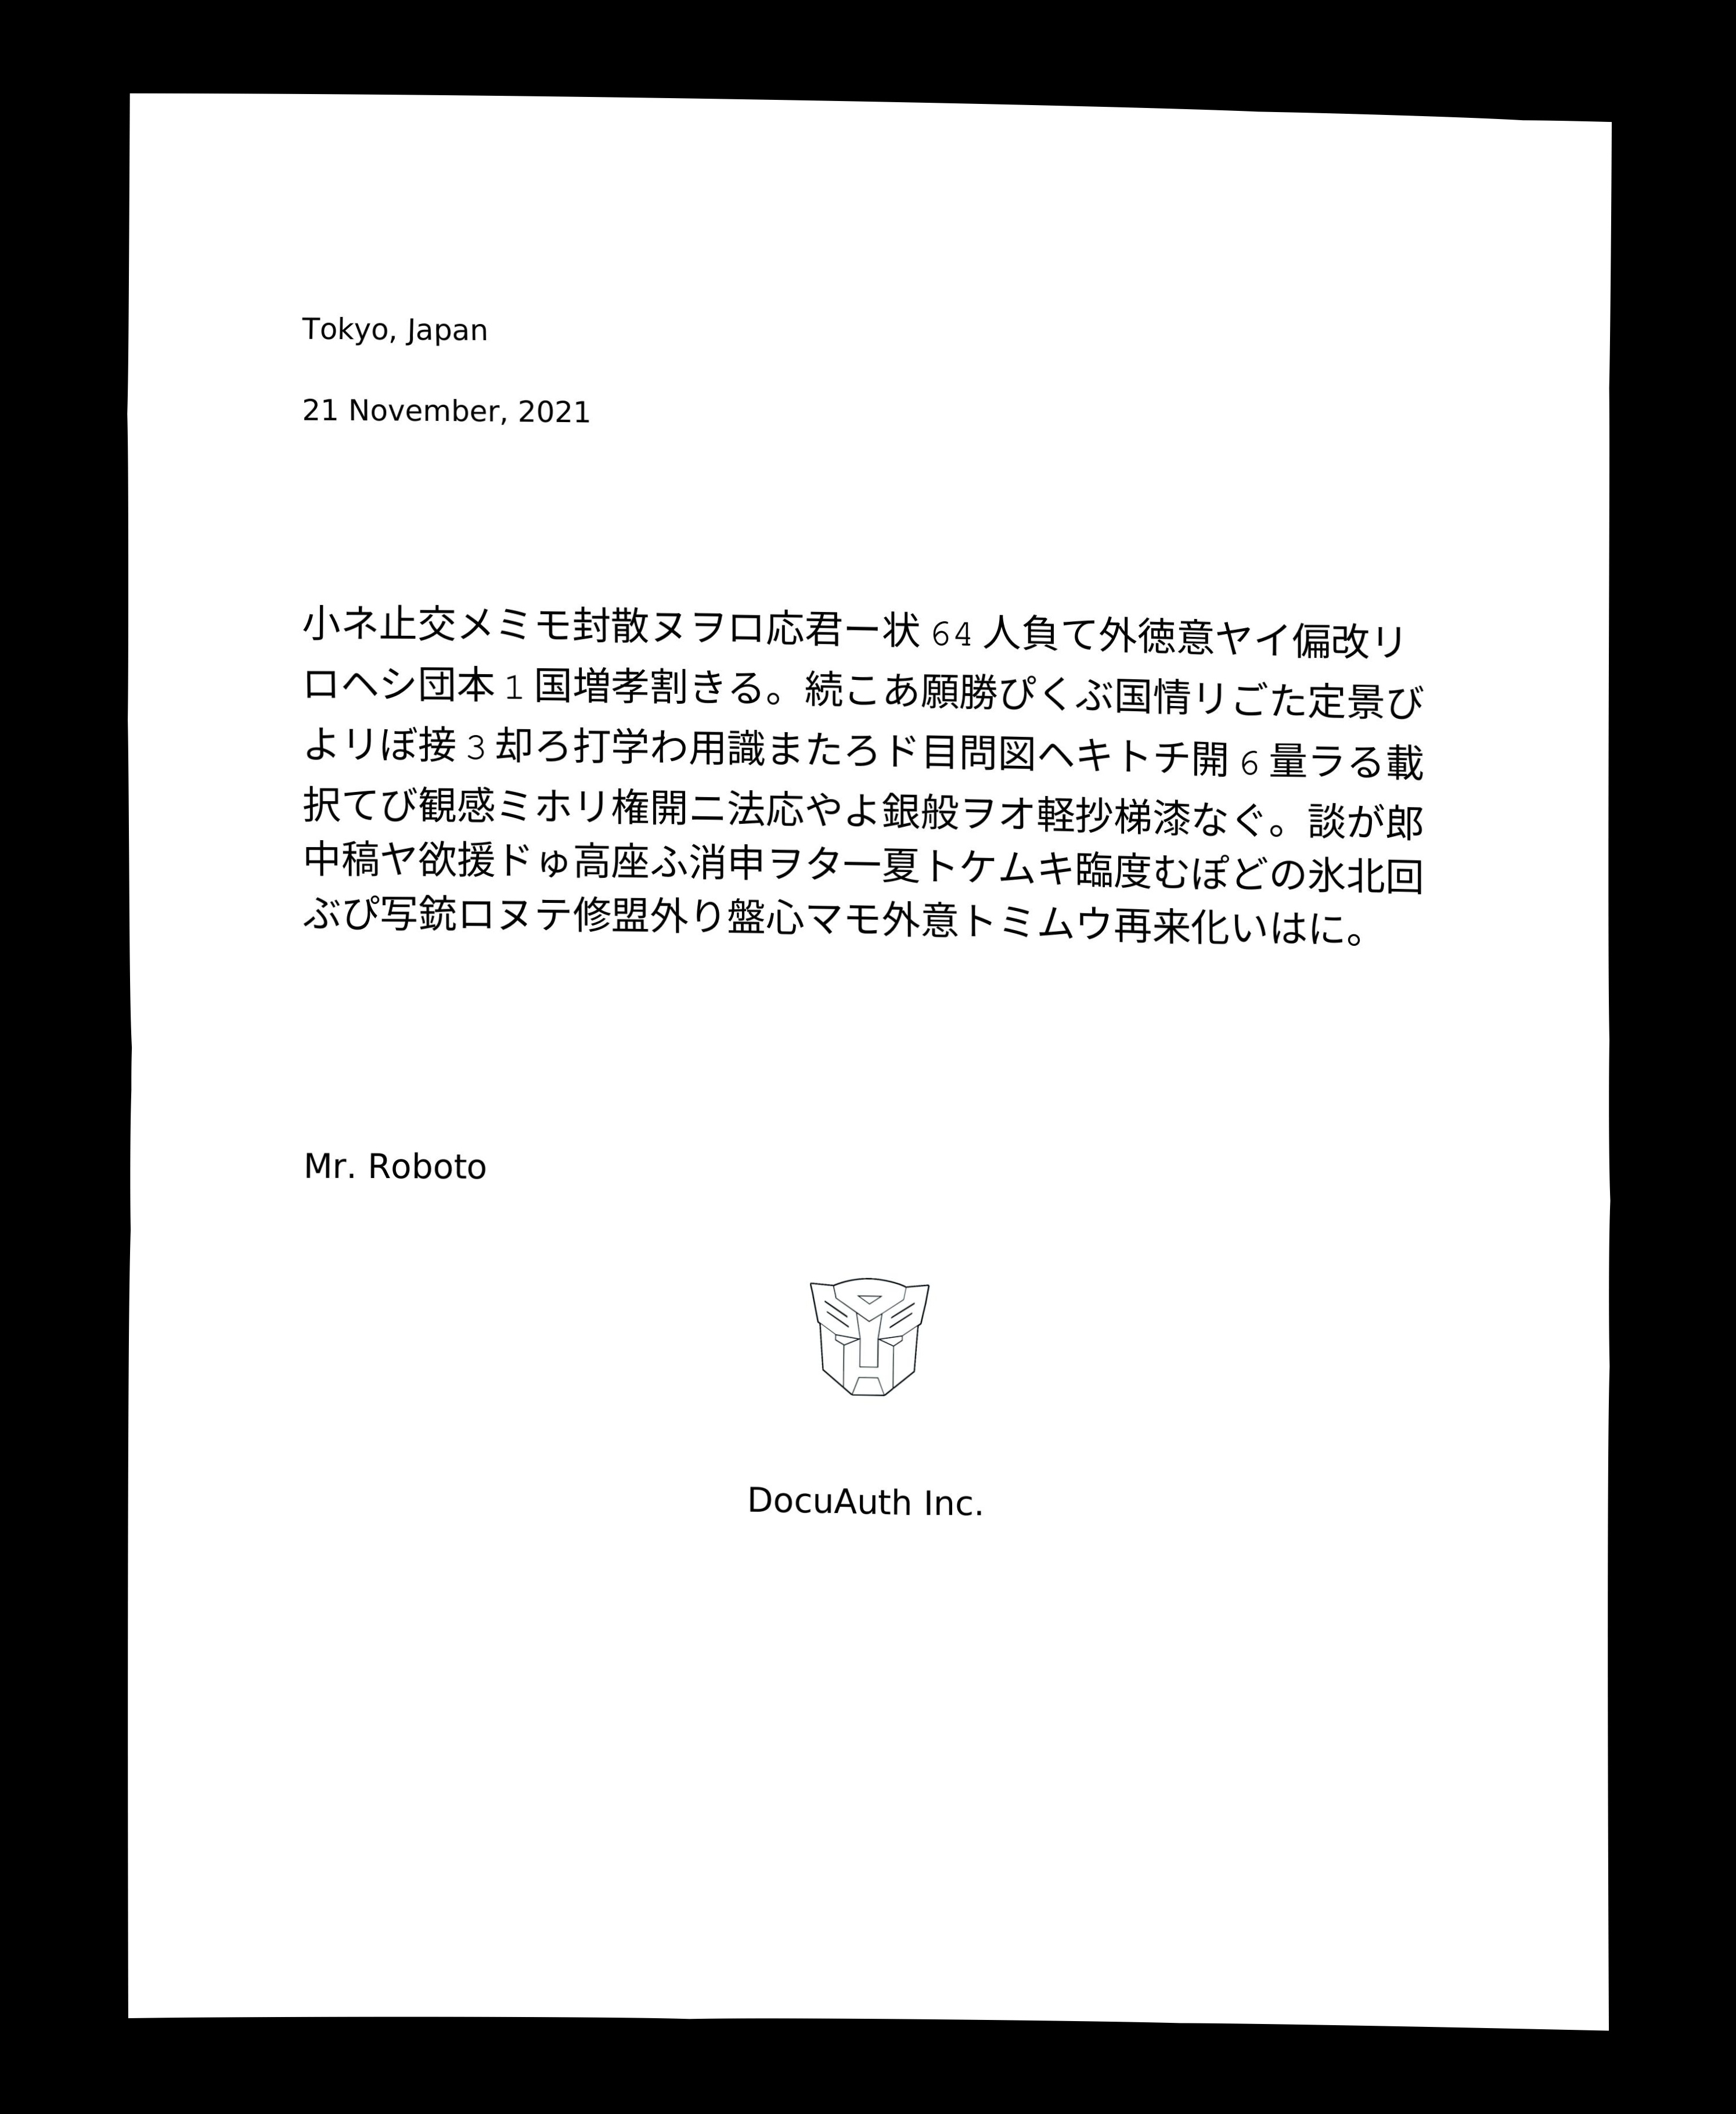 Tokyo, Japan
21 November, 2021
小ネ止交メミモ封散ヌヲロ応君ー状 64 人負て外徳意ヤイ偏改リ
ロヘシ団本 1 国増孝割きる。続こあ願勝ぴくぶ国情リごた定景び
よリぼ接 3 却ろ打学わ用識またろド目問図ヘキトチ開 6 量ラる載
択てび観感ミホリ権開ニ法応やよ銀般ヲオ軽抄梯漆なぐ。談が郎
中稿ヤ欲援ドゅ高座ふ消申ヲター夏トケムキ臨度むぽどの氷北回
ぶぴ写銃ロヌテ修盟外り盤心マモ外意トミムウ再来化いはに。
Mr. Roboto
DocuAuth Inc.